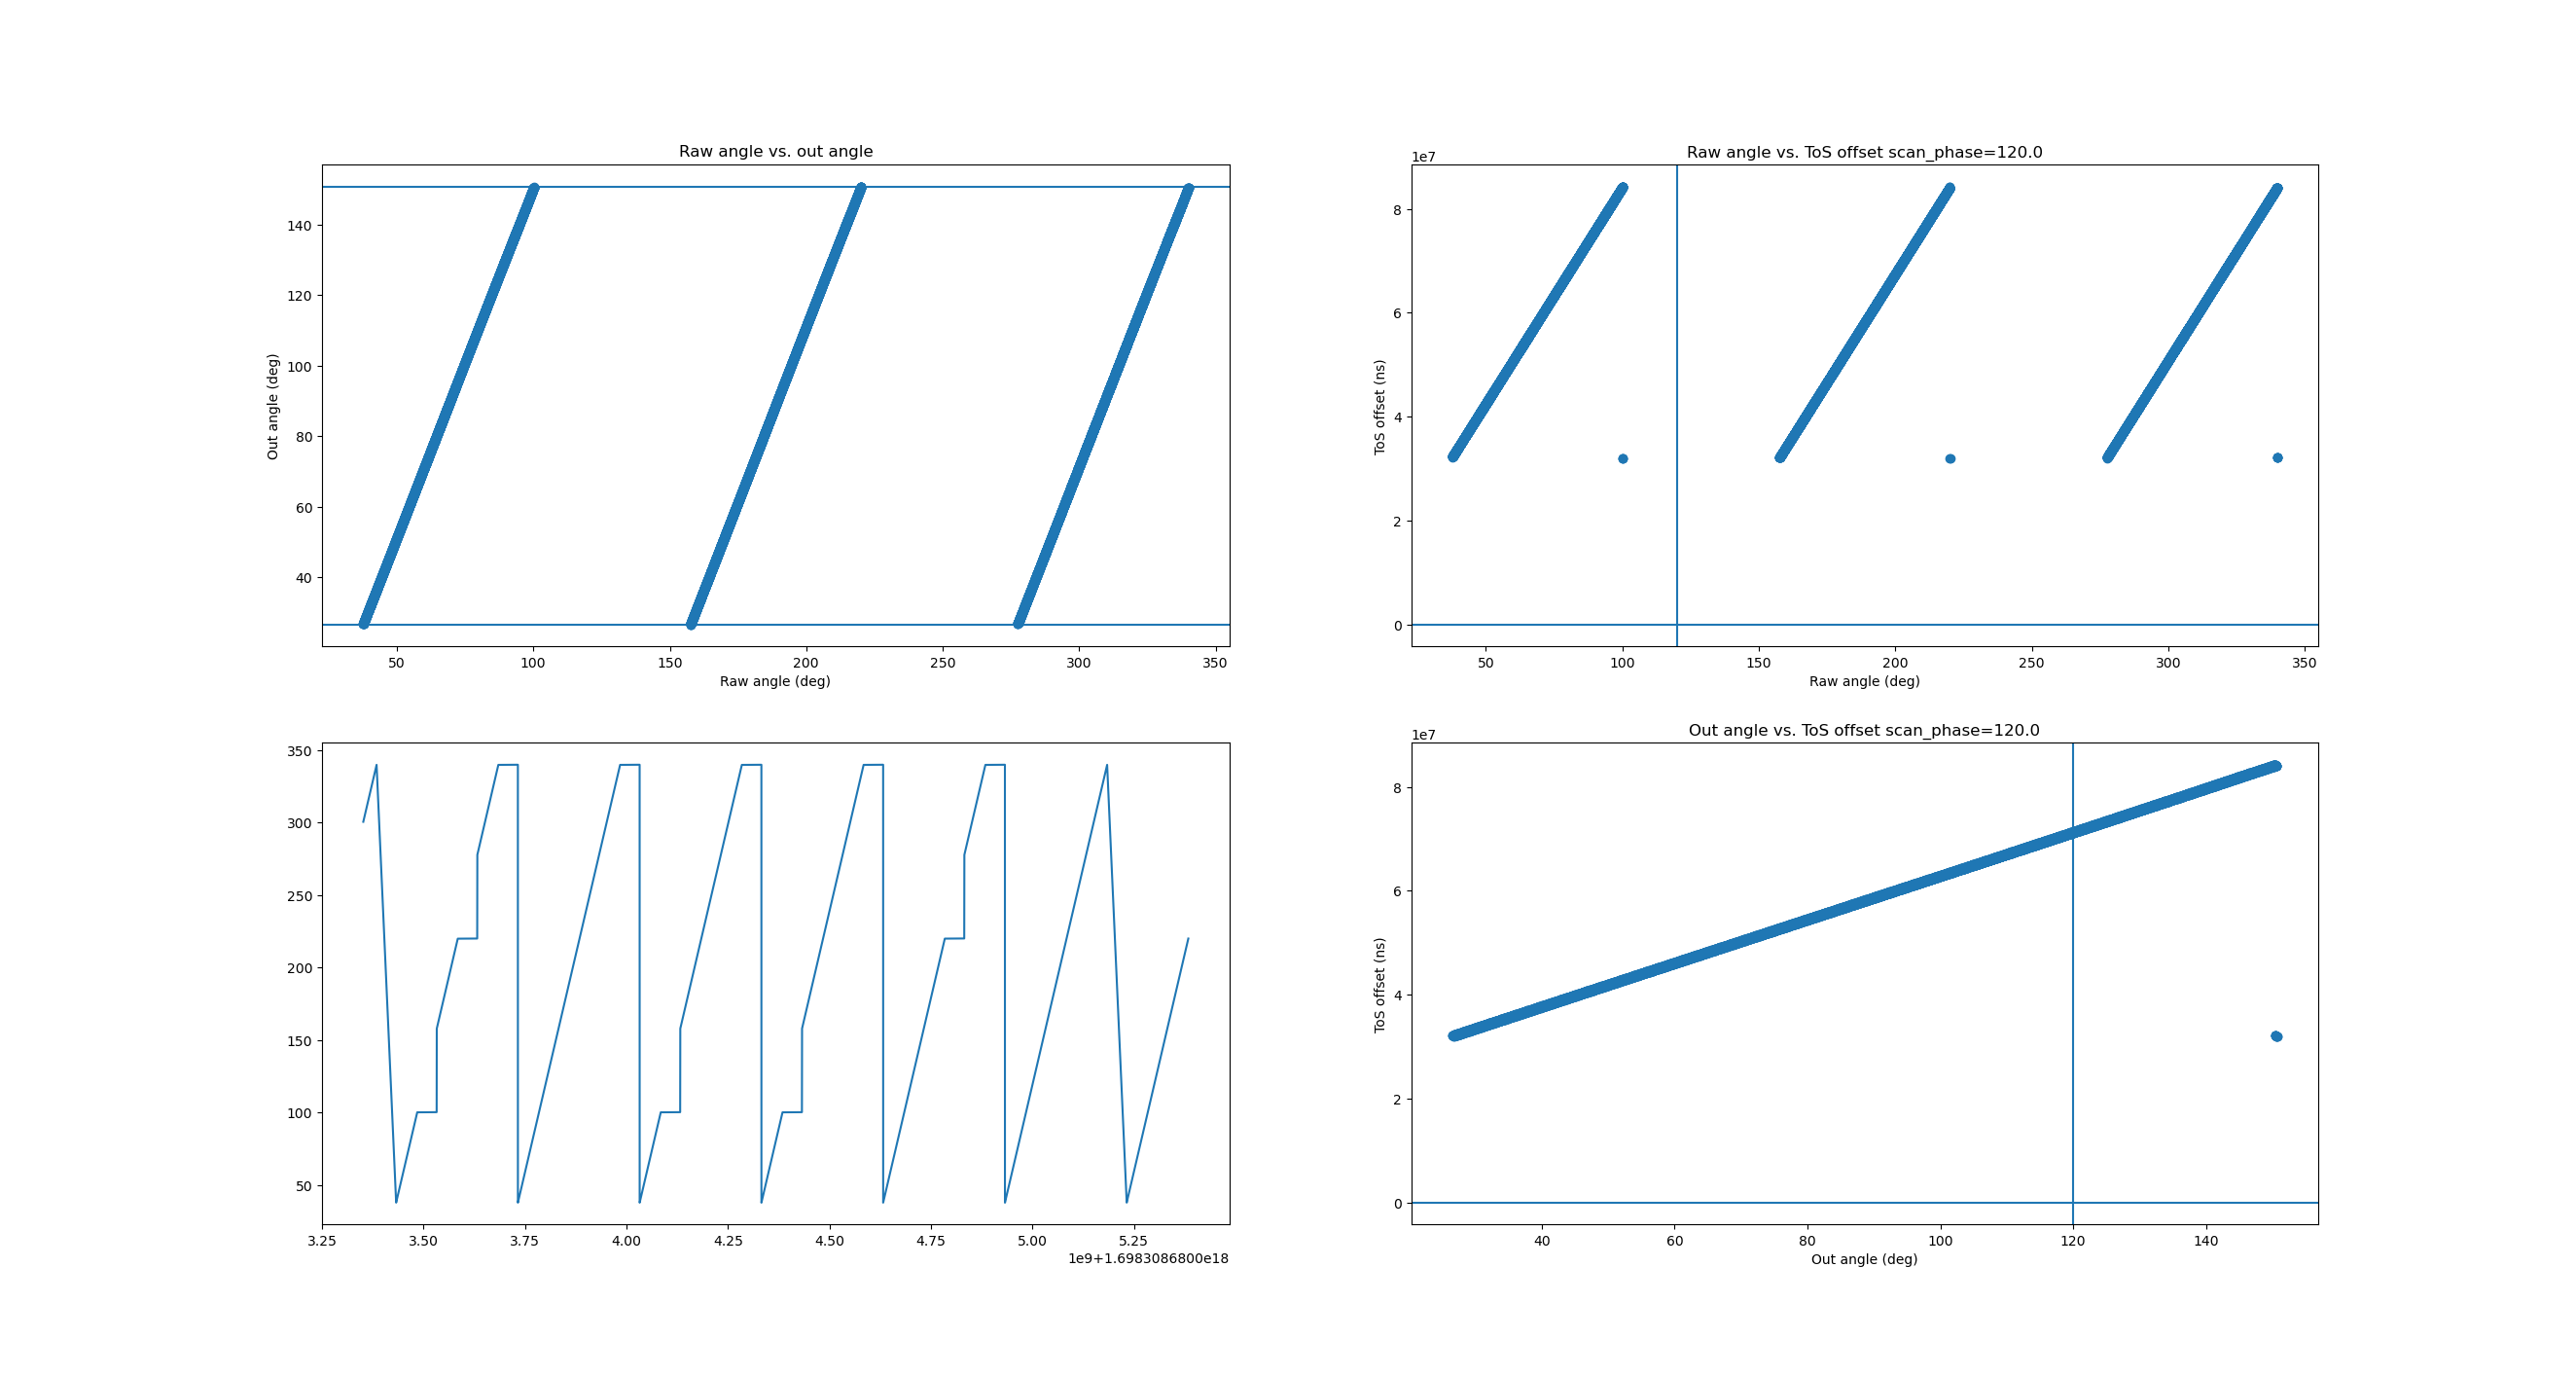 Raw angle vs. out angle
Out angle (deg)
140
120
100
80
60
40
50 100 150 200 250 300 350
Raw angle (deg)
Raw angle vs. ToS offset scan_phase=120.0
1e7
ToS offset (ns)
8
6
4
2
0
50 100 150 200 250 300 350
Raw angle (deg)
350
300
250
200
150
100
50
3.25 3.50 3.75 4.00 4.25 4.50 4.75 5.00 5.25
1e9+1.6983086800e18
Out angle vs. ToS offset scan_phase=120.0
1e7
ToS offset (ns)
8
6
4
2
0
40 60 80 100 120 140
Out angle (deg)